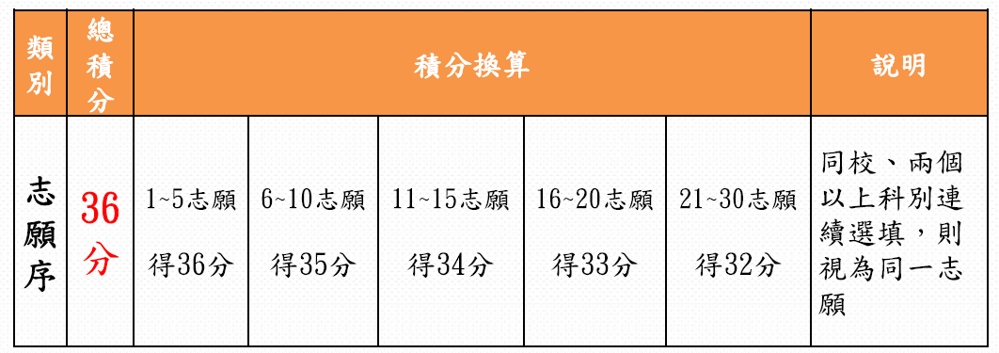 類別
總積分
積分換算
說明
志願序
36分
1~5志願
得36分
6~10志願
得35分
11~15志願
得34分
16~20志願
得33分
21~30志願
得32分
同校、兩個
以上科別連
續選填，則
視為同一志
願